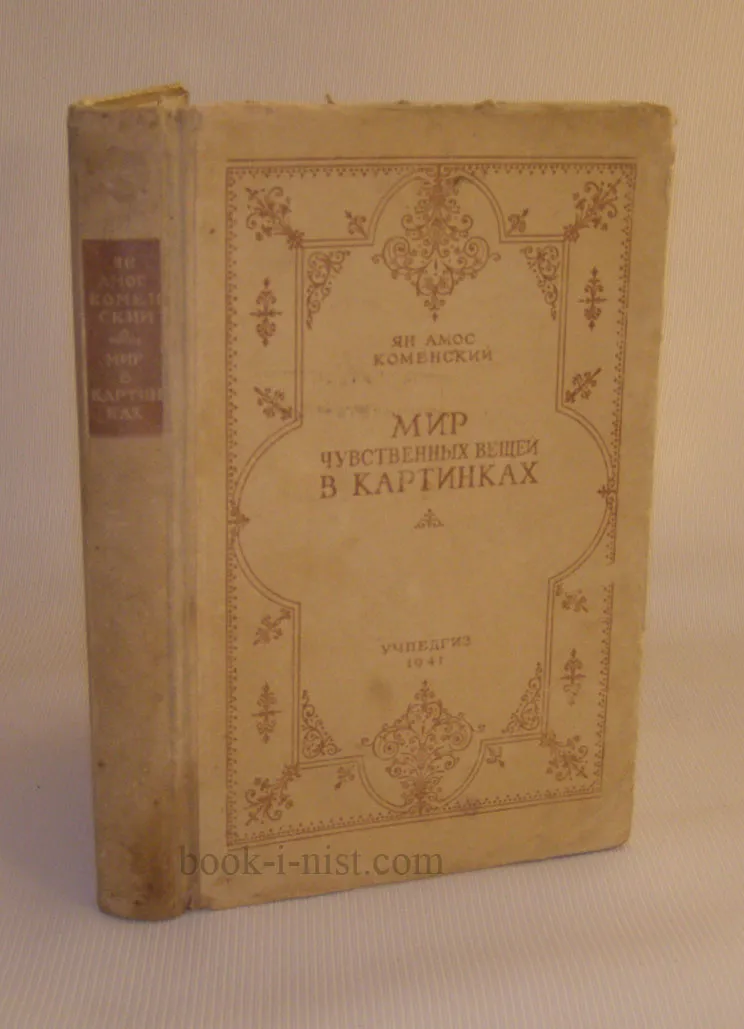 ЯН
АМОС
КОМЕН
СКИЙ
МИР
В
КАРТИН
КАХ
ЯН АМОС
КОМЕНСКИЙ
МИР
ЧУВСТВЕННЫХ ВЕЩЕЙ
В КАРТИНКАХ
УЧПЕДГИЗ
1941
book-i-nist.com